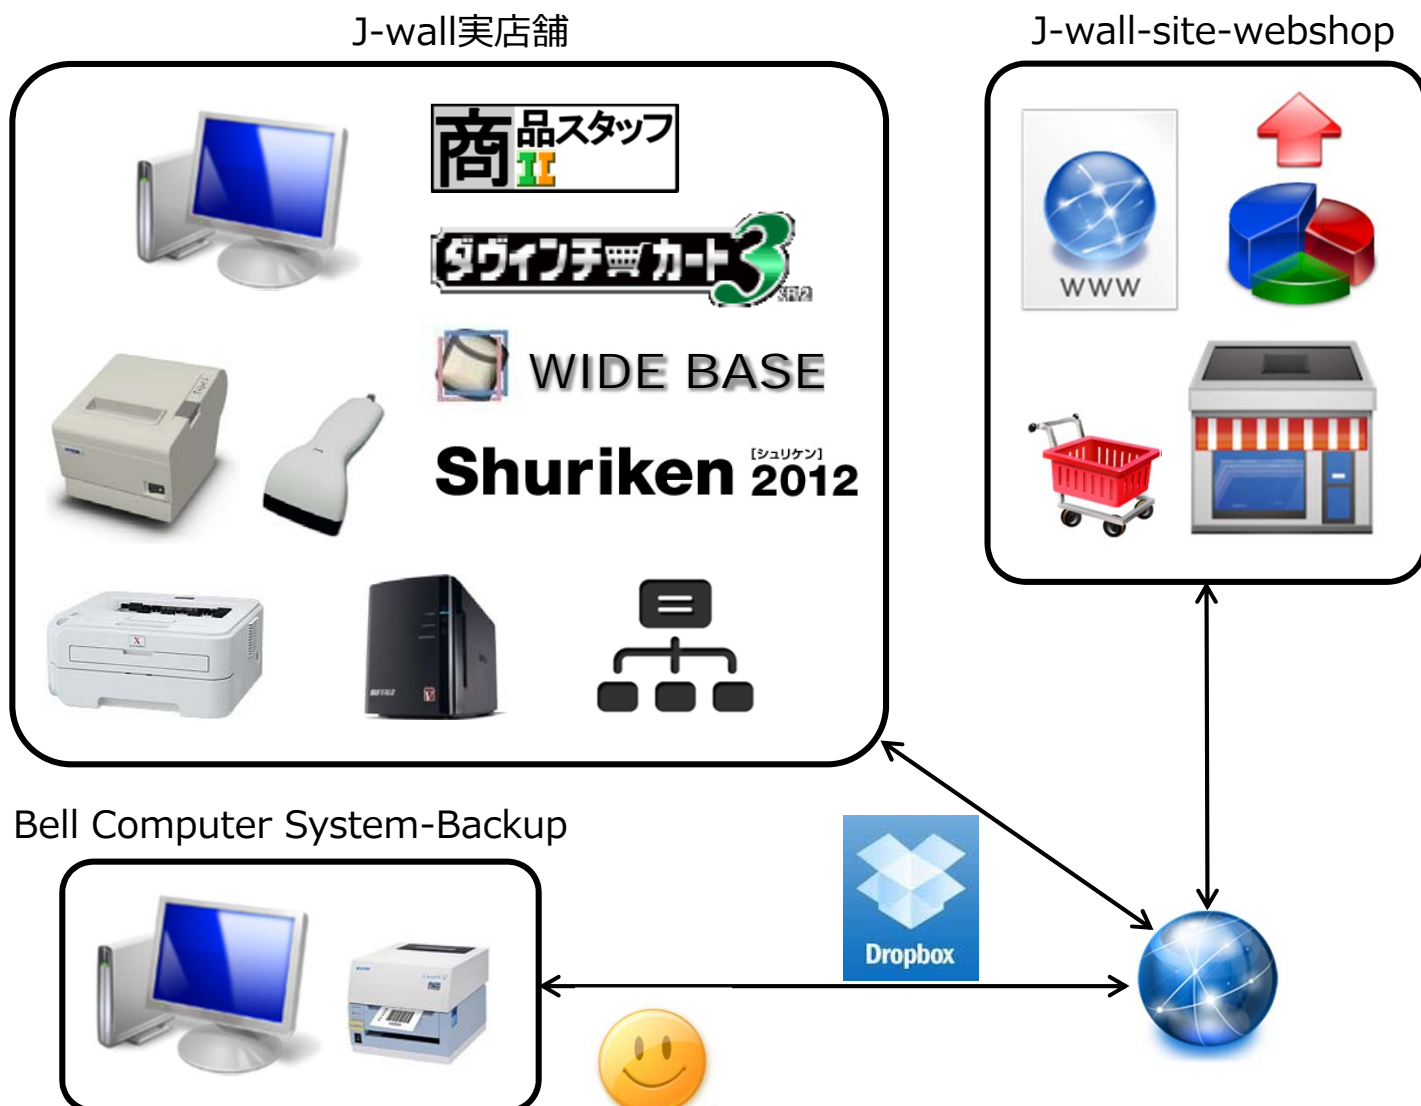 J-wall実店舗
J-wall-site-webshop
商品スタッフ
II
ダヴィンチカート3
WWW
WIDE BASE
Shuriken [シュリケン] 2012
BUFFALO
Bell Computer System-Backup
Dropbox